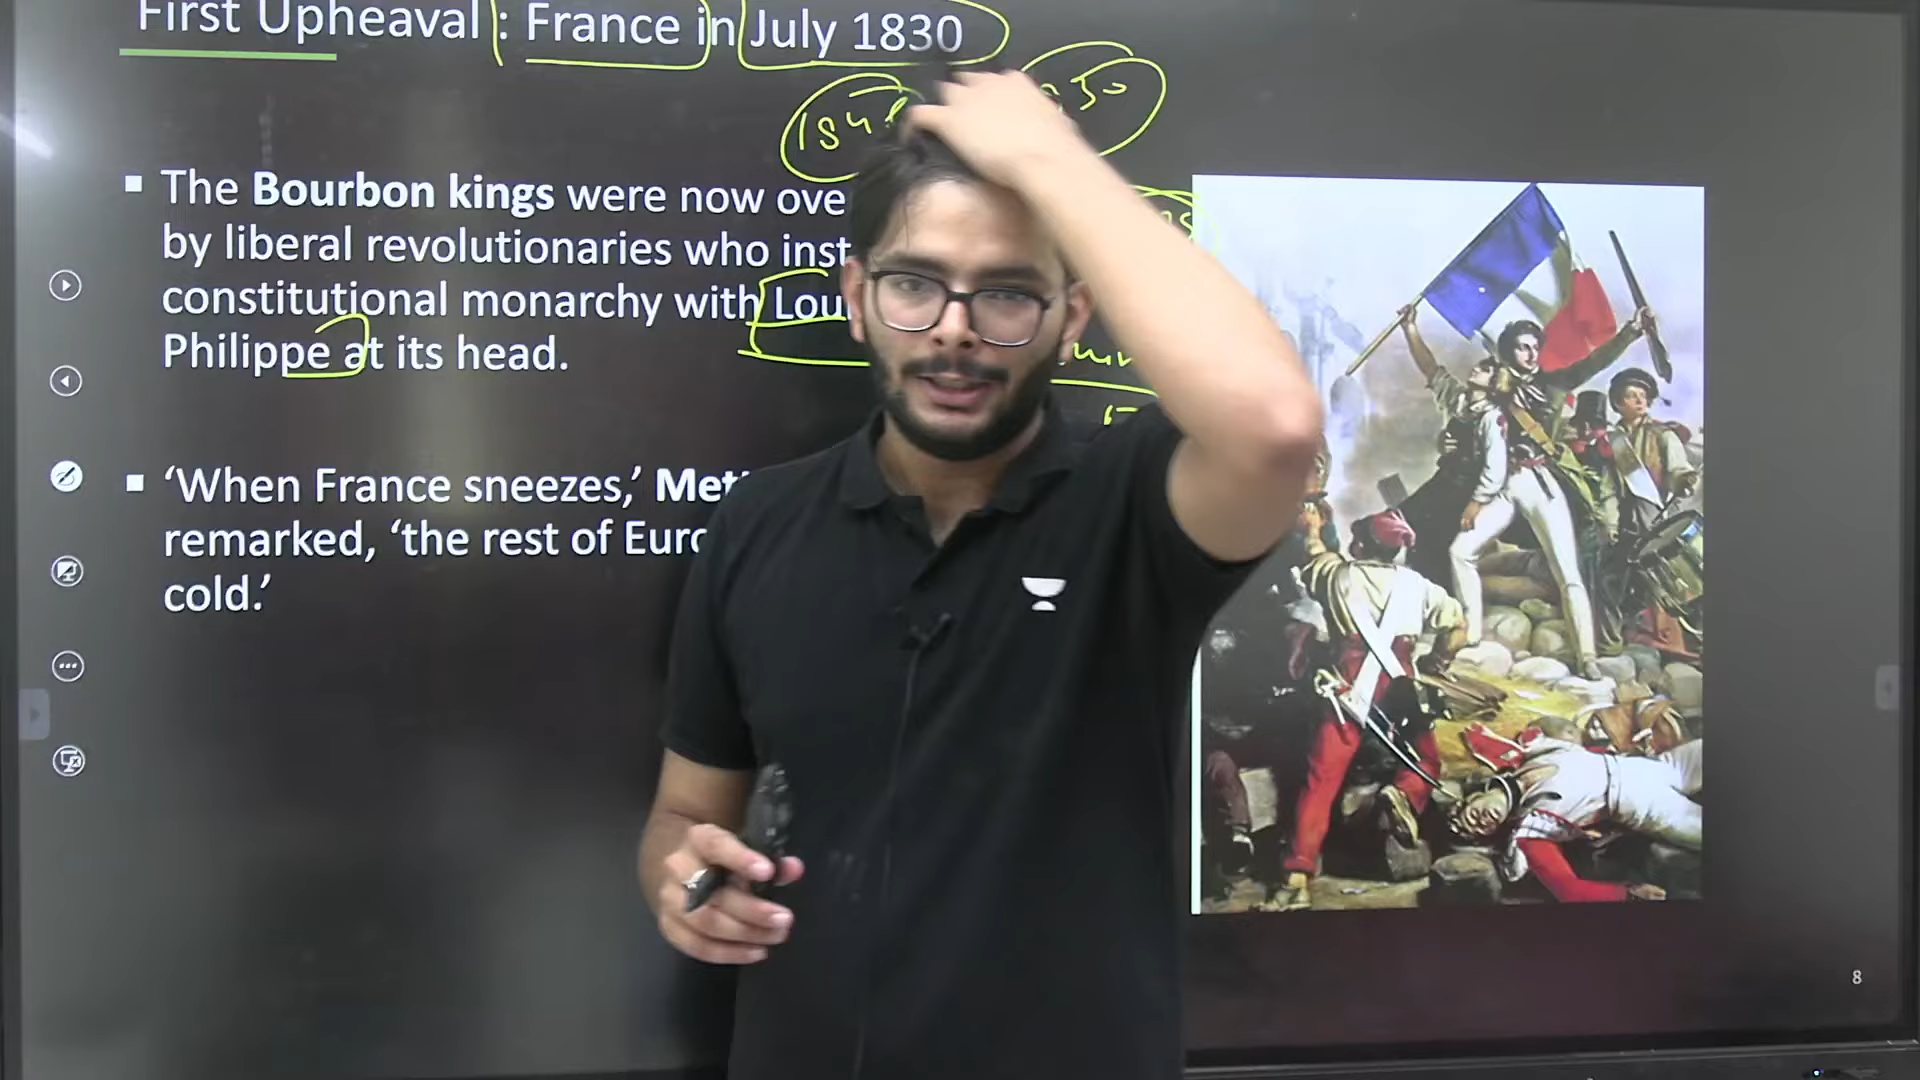 First Upheaval : France in July 1830
The Bourbon kings were now ove
by liberal revolutionaries who inst
constitutional monarchy with Lou
Philippe at its head.
‘When France sneezes,’ Met
remarked, ‘the rest of Euro
cold.’
8